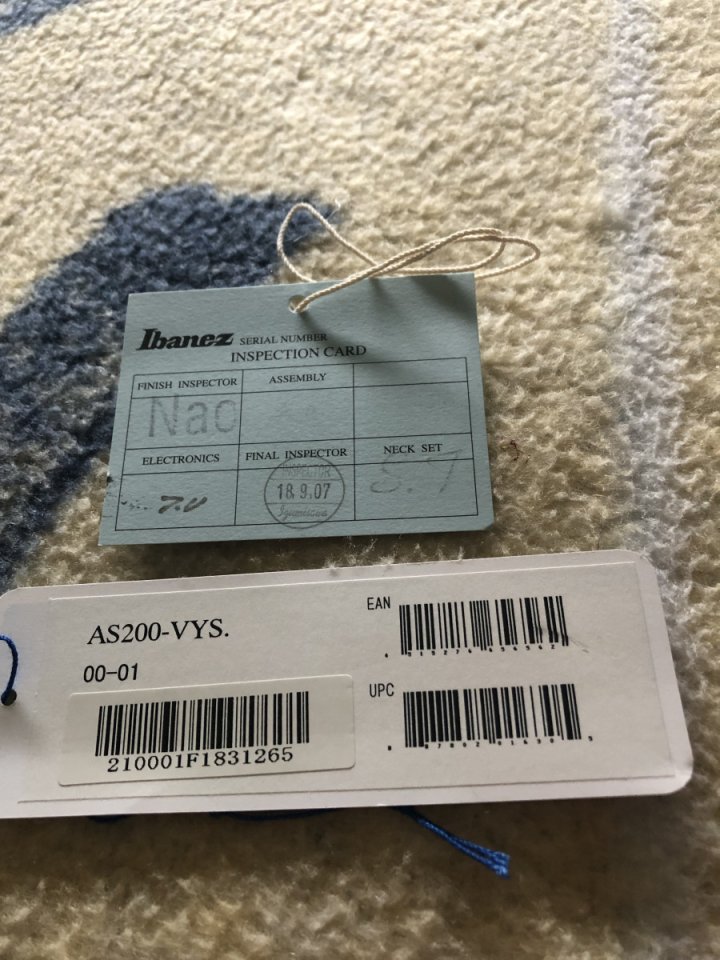 Ibanez SERIAL NUMBER
INSPECTION CARD
FINISH INSPECTOR ASSEMBLY
Nao
ELECTRONICS FINAL INSPECTOR NECK SET
INSPECTOR
18.9.07
S.7
AS200-VYS.
00-01
210001F1831265
EAN
UPC